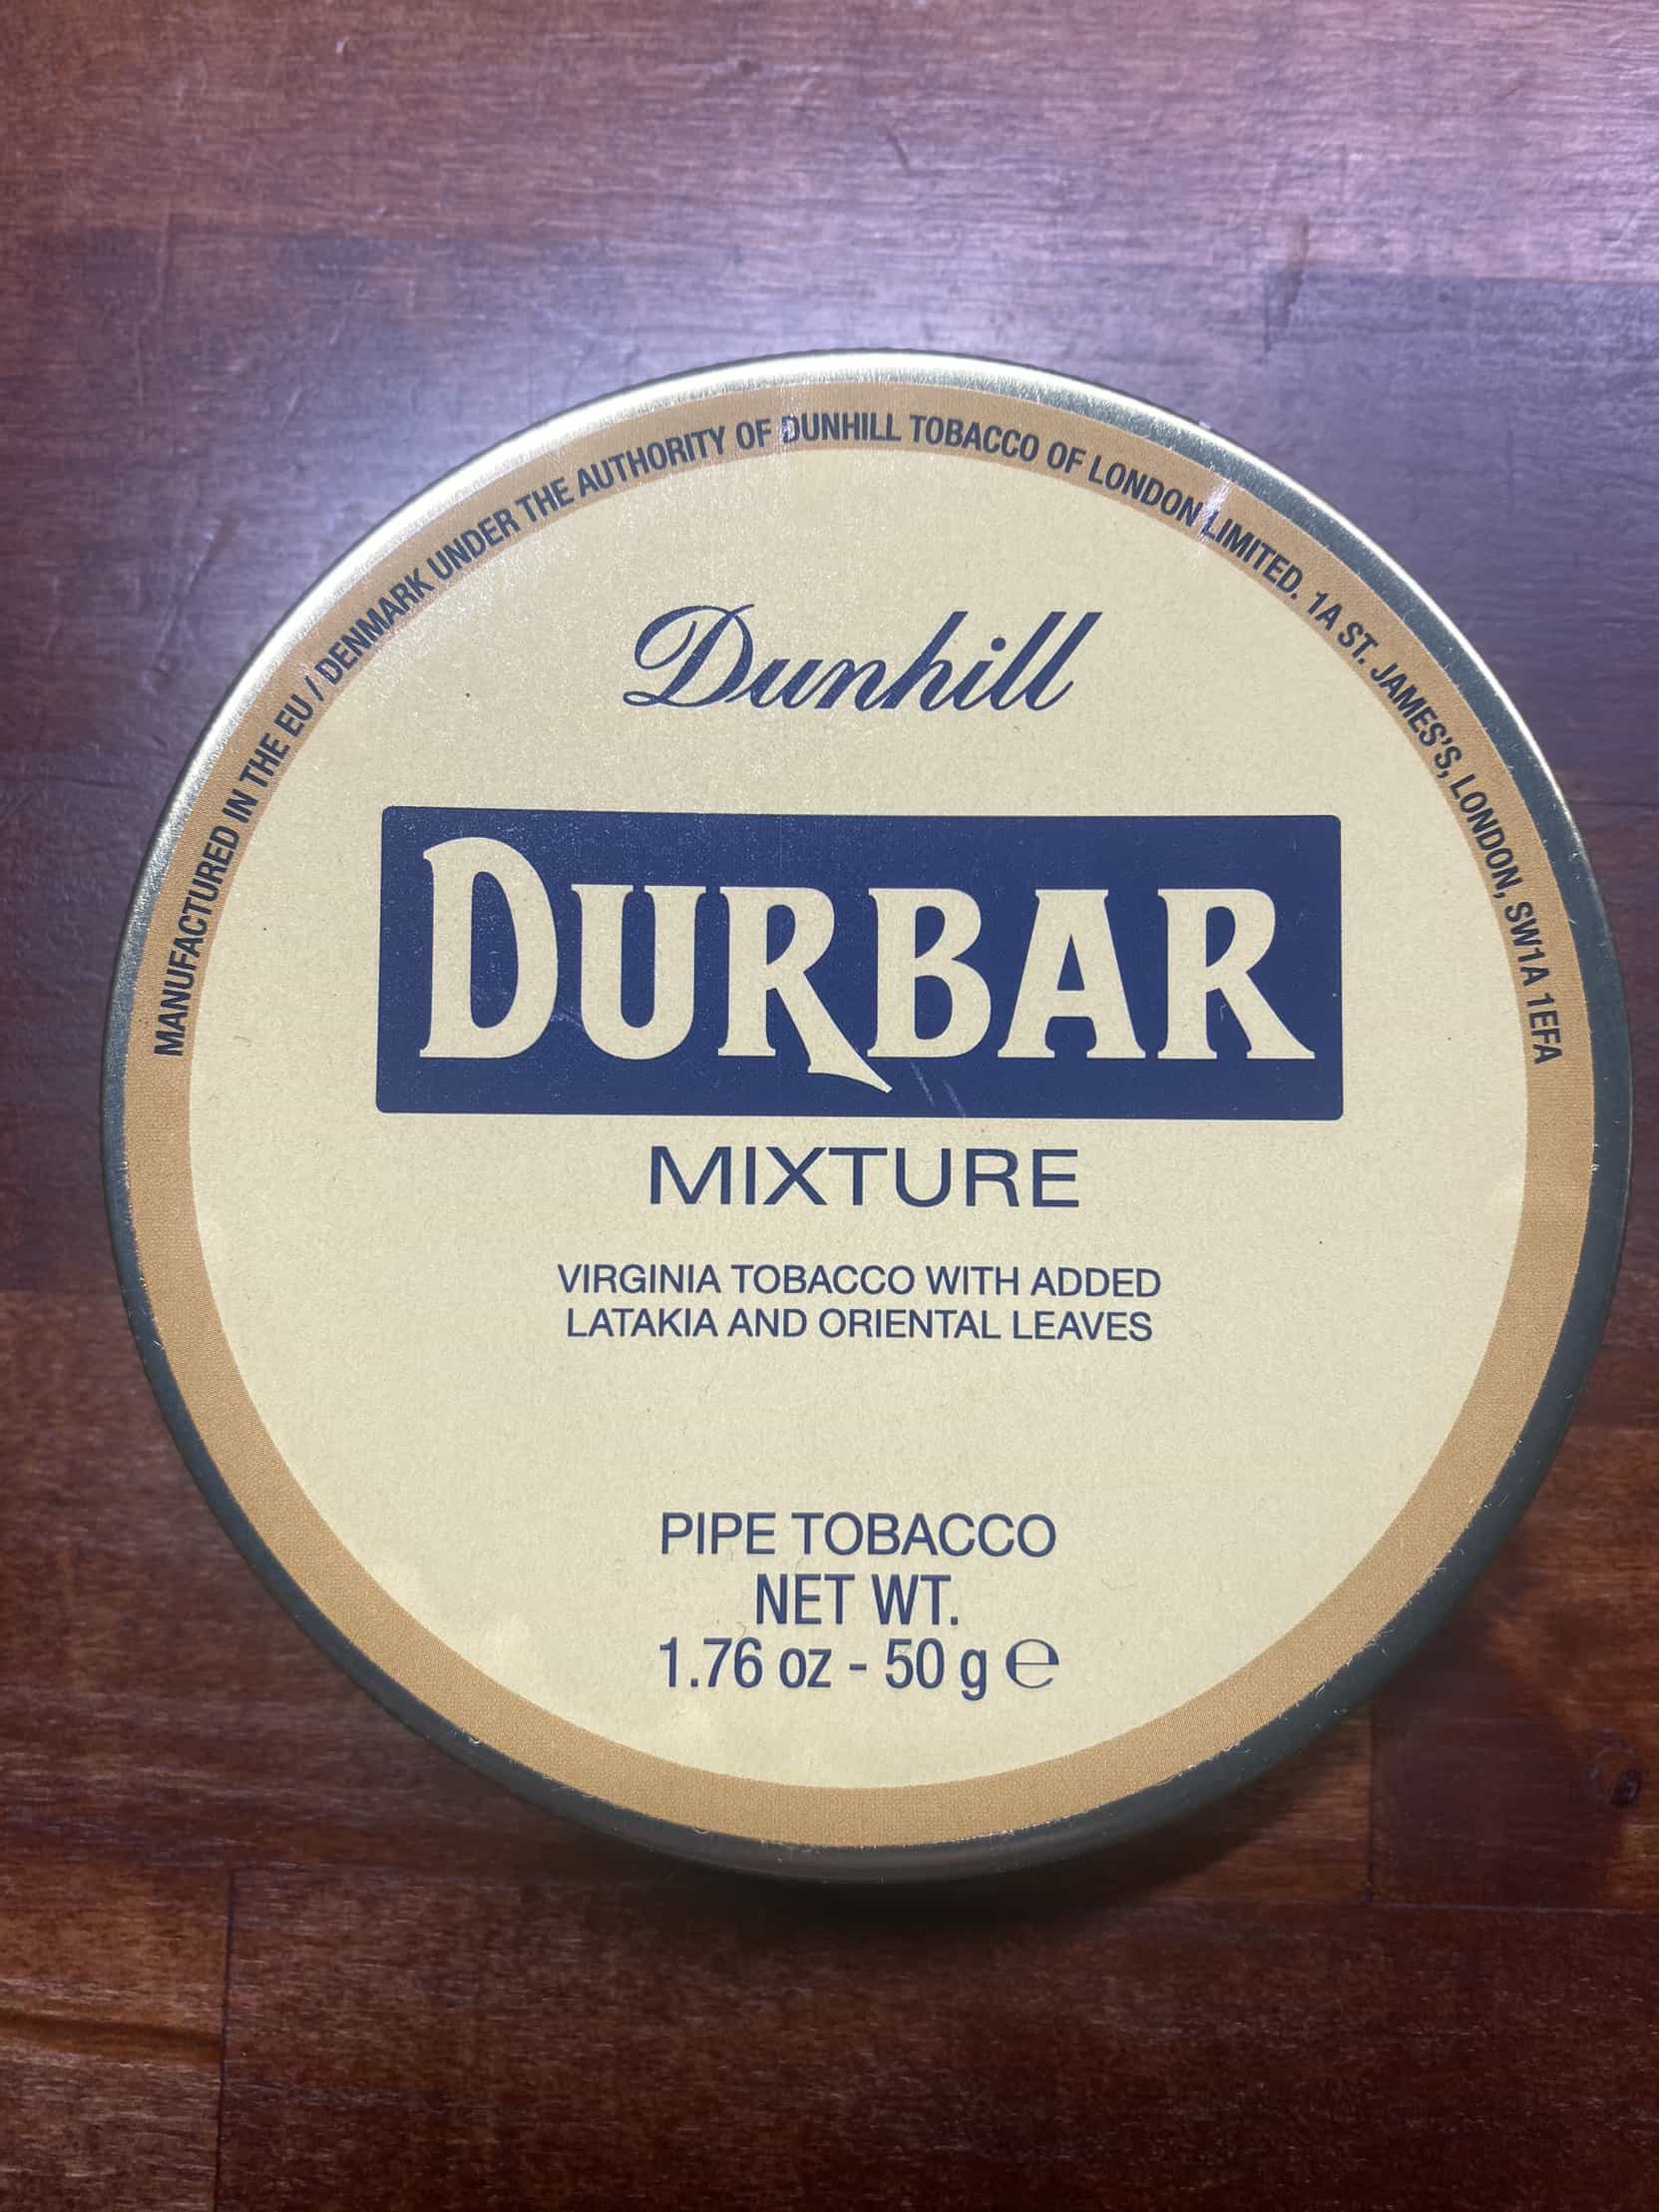 MANUFACTURED IN THE EU / DENMARK UNDER THE AUTHORITY OF DUNHILL TOBACCO OF LONDON LIMITED. 1A ST. JAMES'S, LONDON, SW1A 1EFA
Dunhill
DURBAR
MIXTURE
VIRGINIA TOBACCO WITH ADDED
LATAKIA AND ORIENTAL LEAVES
PIPE TOBACCO
NET WT.
1.76 oz - 50 g ℮